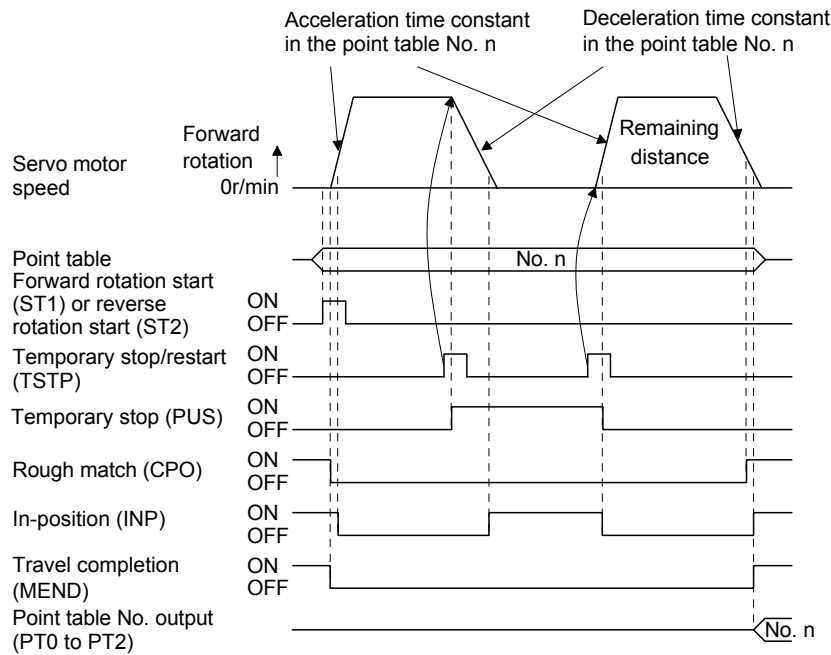 Acceleration time constant
in the point table No. n
Deceleration time constant
in the point table No. n
Servo motor
speed
Forward
rotation
0r/min
Remaining
distance
Point table
No. n
Forward rotation start
(ST1) or reverse
rotation start (ST2)
ON
OFF
Temporary stop/restart
(TSTP)
ON
OFF
Temporary stop (PUS)
ON
OFF
Rough match (CPO)
ON
OFF
In-position (INP)
ON
OFF
Travel completion
(MEND)
ON
OFF
Point table No. output
(PT0 to PT2)
No. n